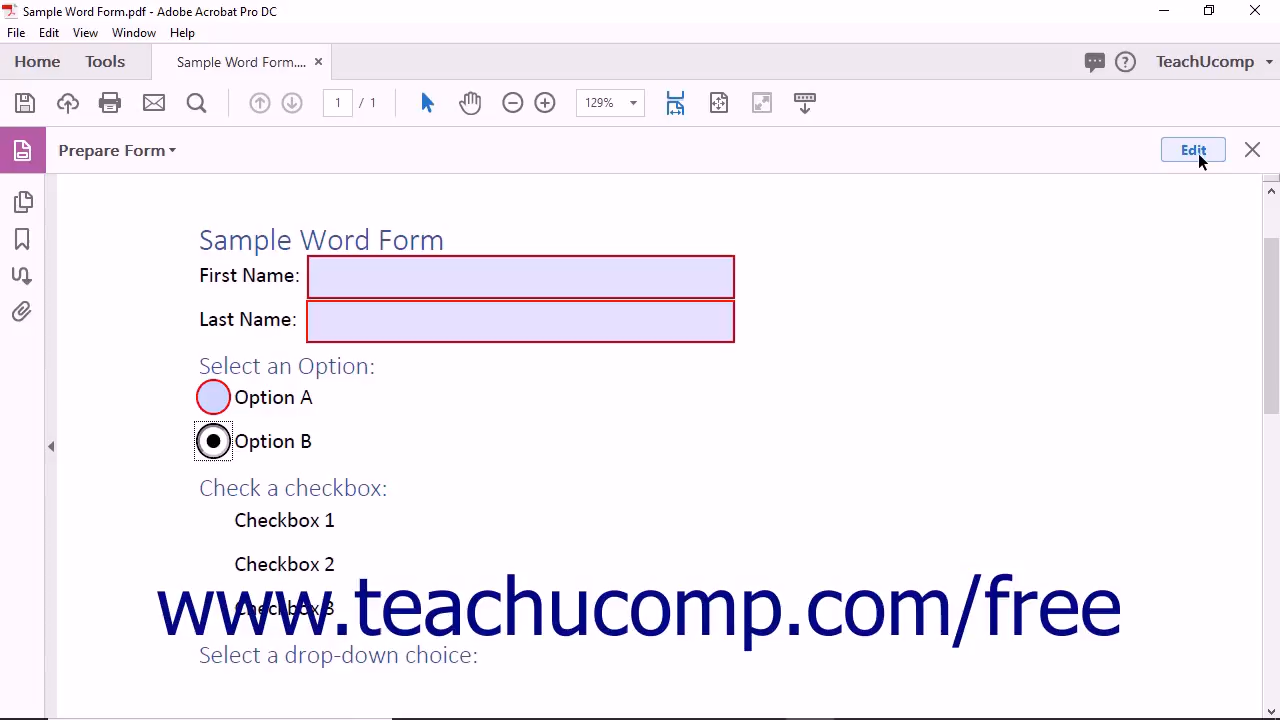 Sample Word Form.pdf - Adobe Acrobat Pro DC
File Edit View Window Help
Home Tools Sample Word Form.... × TeachUcomp
1 / 1 129%
Prepare Form Edit
Sample Word Form
First Name:
Last Name:
Select an Option:
Option A
Option B
Check a checkbox:
Checkbox 1
Checkbox 2
Checkbox 3
www.teachucomp.com/free
Select a drop-down choice: